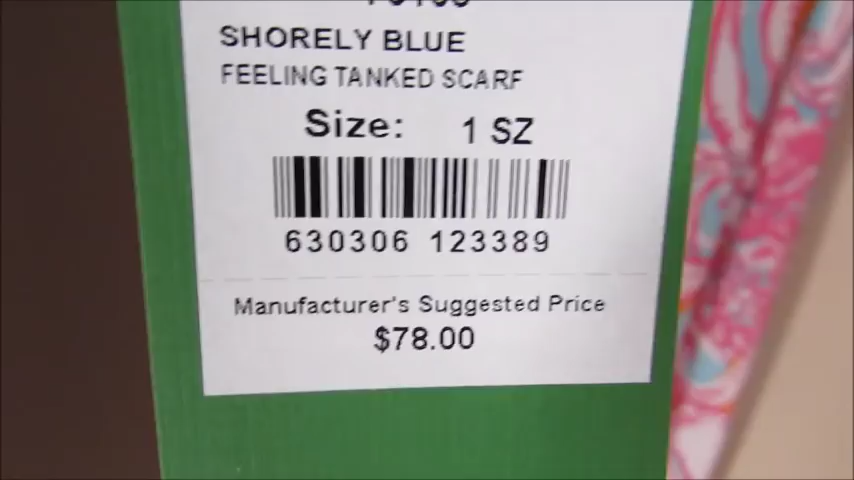 SHORELY BLUE
FEELING TANKED SCARF
Size: 1 SZ
630306 123389
Manufacturer's Suggested Price
$78.00